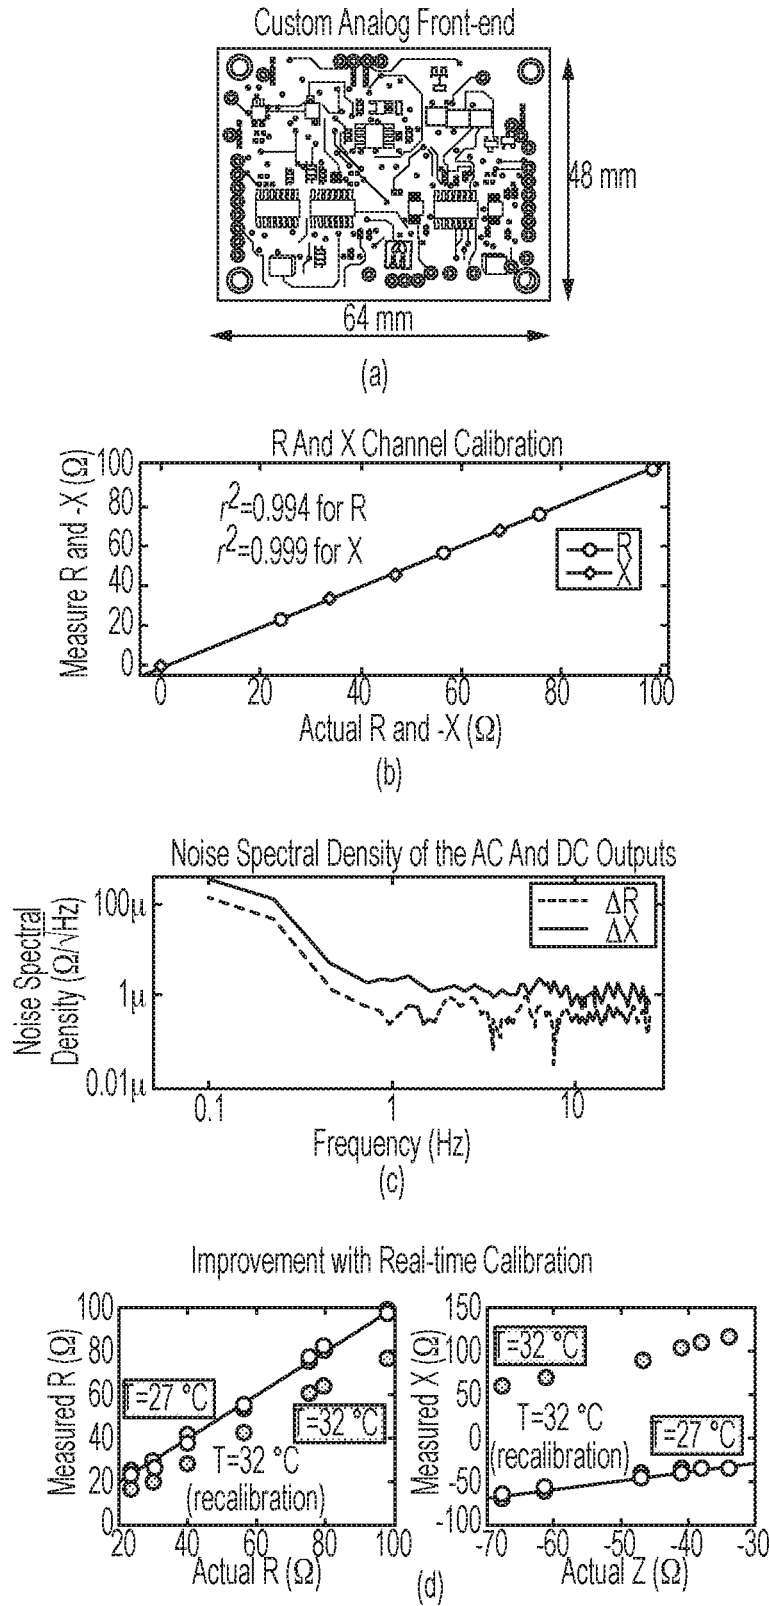 Custom Analog Front-end
48 mm
64 mm
(a)
R And X Channel Calibration
Measure R and -X (Ω)
100
80
60
40
20
0
r²=0.994 for R
r²=0.999 for X
R
X
0 20 40 60 80 100
Actual R and -X (Ω)
(b)
Noise Spectral Density of the AC And DC Outputs
Noise Spectral
Density (Ω/√Hz)
100μ
1μ
0.01μ
ΔR
ΔX
0.1 1 10
Frequency (Hz)
(c)
Improvement with Real-time Calibration
Measured R (Ω)
100
80
60
40
20
0
T=27 °C
T=32 °C
T=32 °C
(recalibration)
20 40 60 80 100
Actual R (Ω)
Measured X (Ω)
150
100
50
0
-50
-100
T=32 °C
T=32 °C
(recalibration)
T=27 °C
-70 -60 -50 -40 -30
Actual Z (Ω)
(d)